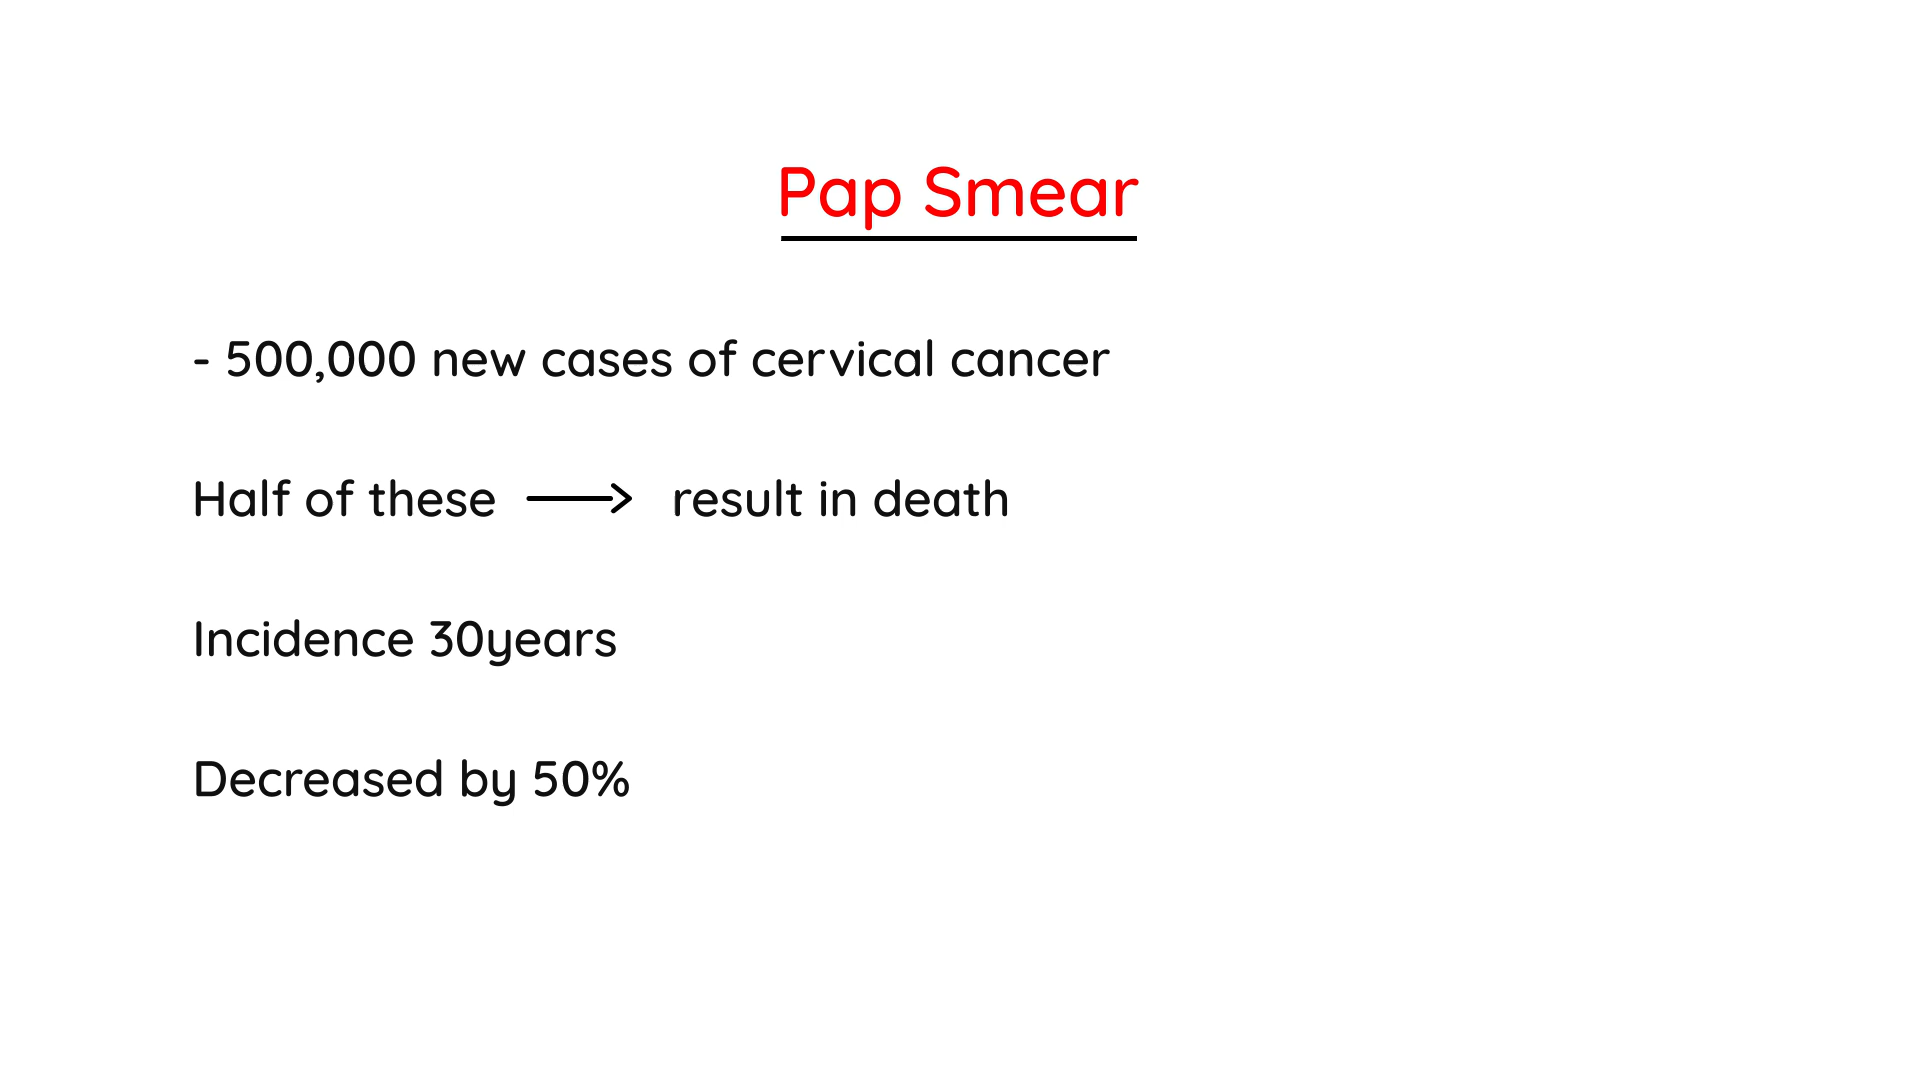 Pap Smear
- 500,000 new cases of cervical cancer
Half of these → result in death
Incidence 30years
Decreased by 50%